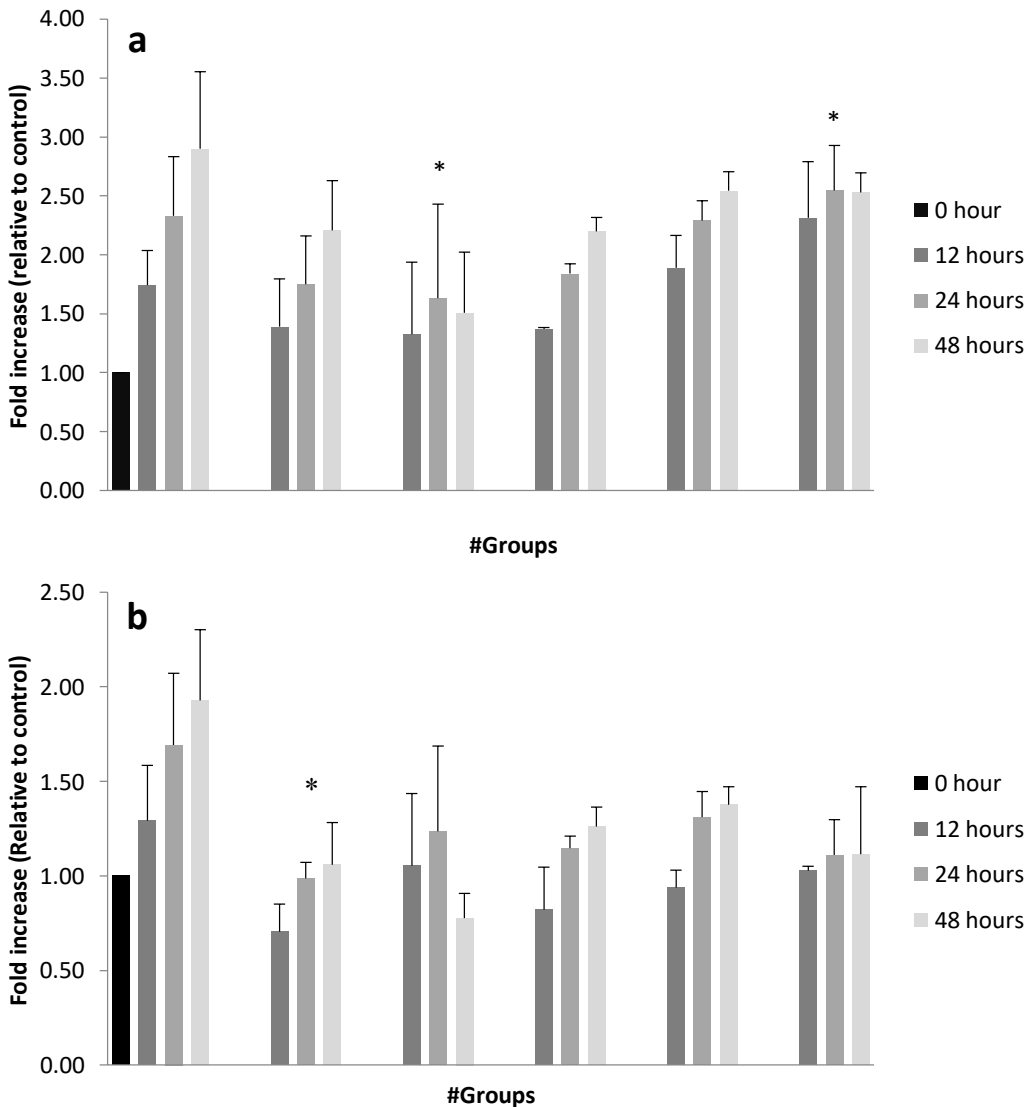 a
Fold increase (relative to control)
4.00
3.50
3.00
2.50
2.00
1.50
1.00
0.50
0.00
*
*
0 hour
12 hours
24 hours
48 hours
#Groups
b
Fold increase (Relative to control)
2.50
2.00
1.50
1.00
0.50
0.00
*
0 hour
12 hours
24 hours
48 hours
#Groups